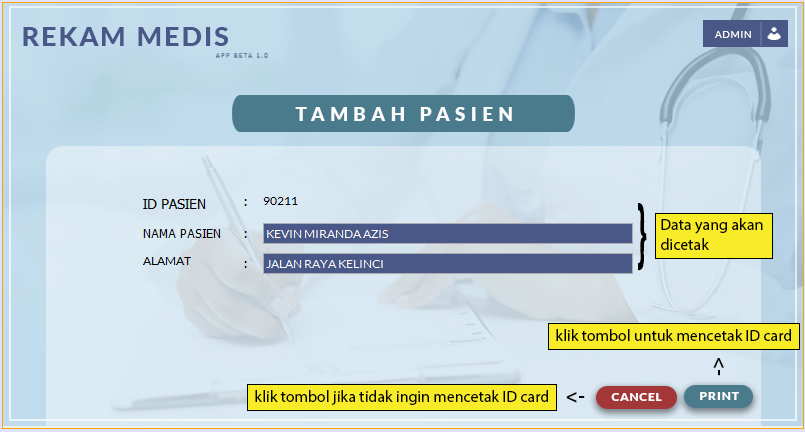 REKAM MEDIS
APP BETA 1.0
ADMIN
TAMBAH PASIEN
ID PASIEN : 90211
NAMA PASIEN : KEVIN MIRANDA AZIS
ALAMAT : JALAN RAYA KELINCI
Data yang akan
dicetak
klik tombol untuk mencetak ID card
klik tombol jika tidak ingin mencetak ID card <- CANCEL PRINT